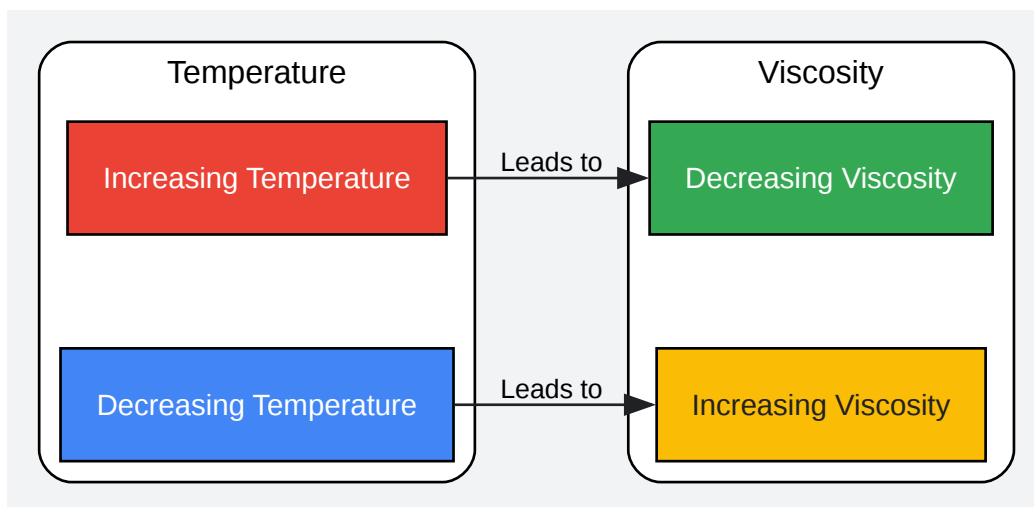 Temperature
Viscosity
Increasing Temperature
Leads to
Decreasing Viscosity
Decreasing Temperature
Leads to
Increasing Viscosity